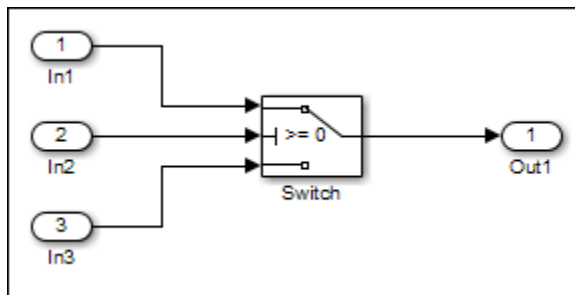 1
In1
2
In2
3
In3
>= 0
Switch
1
Out1